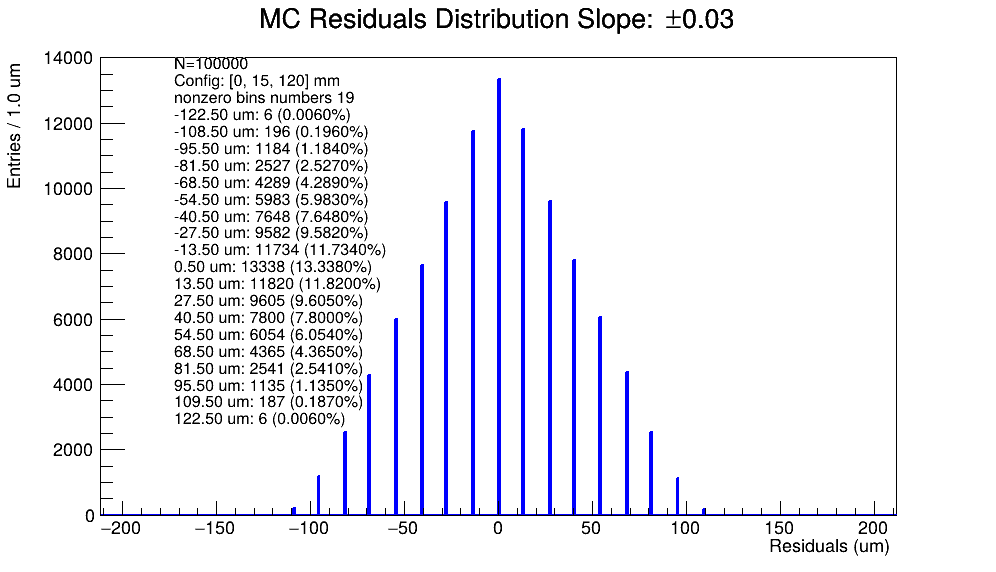 MC Residuals Distribution Slope: ±0.03
Entries / 1.0 um
14000
12000
10000
8000
6000
4000
2000
0
N=100000
Config: [0, 15, 120] mm
nonzero bins numbers 19
-122.50 um: 6 (0.0060%)
-108.50 um: 196 (0.1960%)
-95.50 um: 1184 (1.1840%)
-81.50 um: 2527 (2.5270%)
-68.50 um: 4289 (4.2890%)
-54.50 um: 5983 (5.9830%)
-40.50 um: 7648 (7.6480%)
-27.50 um: 9582 (9.5820%)
-13.50 um: 11734 (11.7340%)
0.50 um: 13338 (13.3380%)
13.50 um: 11820 (11.8200%)
27.50 um: 9605 (9.6050%)
40.50 um: 7800 (7.8000%)
54.50 um: 6054 (6.0540%)
68.50 um: 4365 (4.3650%)
81.50 um: 2541 (2.5410%)
95.50 um: 1135 (1.1350%)
109.50 um: 187 (0.1870%)
122.50 um: 6 (0.0060%)
−200 −150 −100 −50 0 50 100 150 200
Residuals (um)